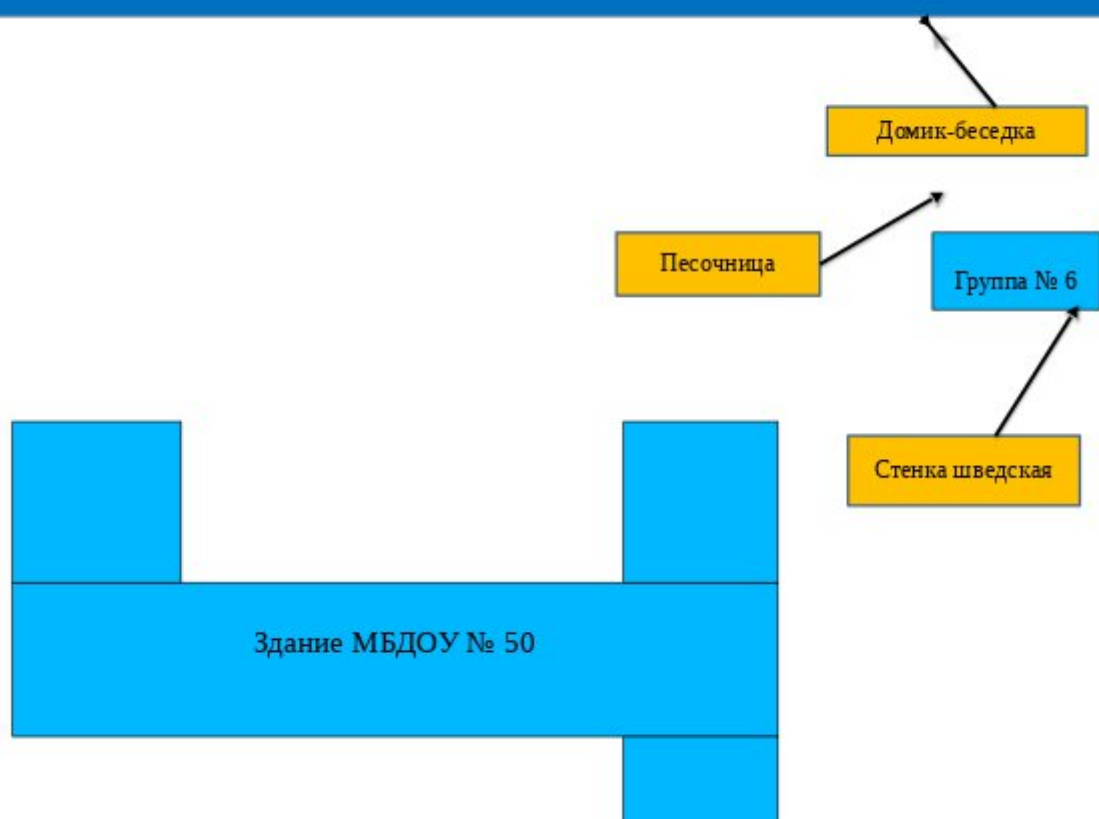 Домик-беседка
Песочница
Группа № 6
Стенка шведская
Здание МБДОУ № 50